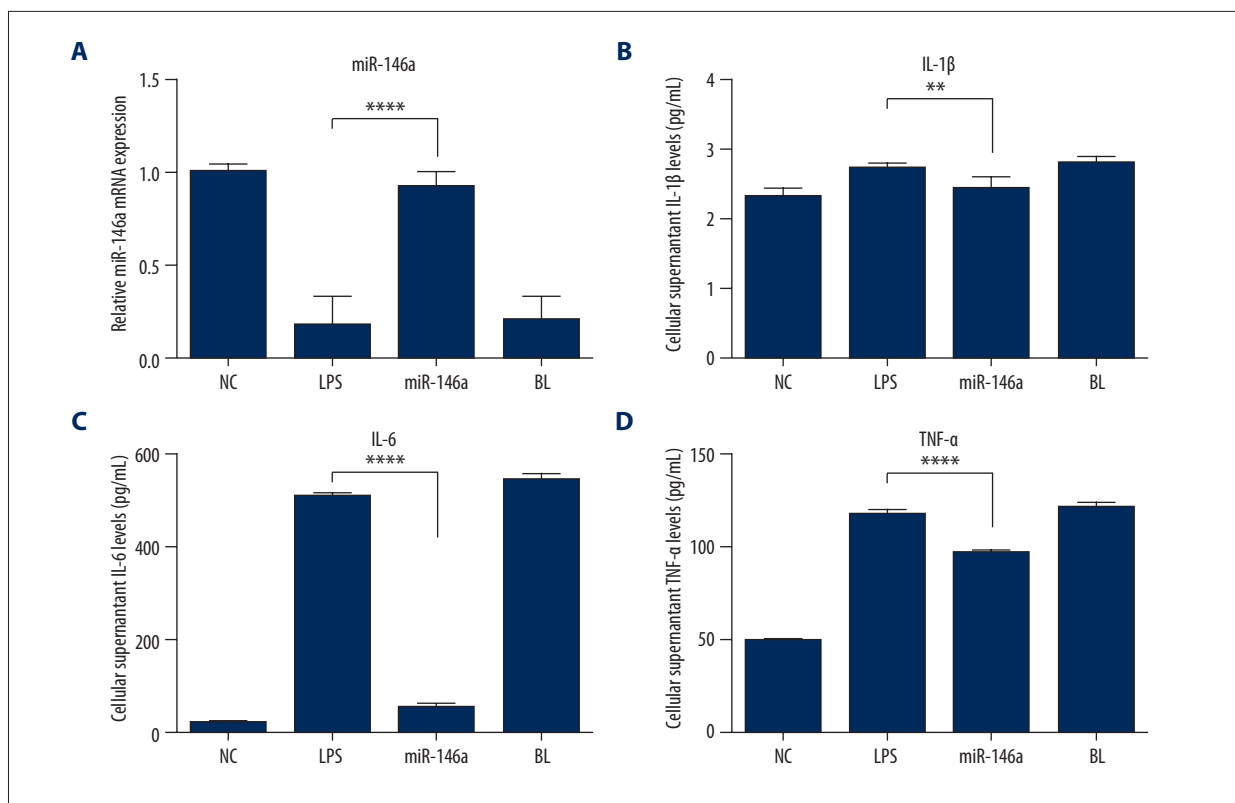 A
miR-146a
Relative miR-146a mRNA expression
1.5
1.0
0.5
0.0
****
NC LPS miR-146a BL
B
IL-1β
Cellular supernantant IL-1β levels (pg/mL)
4
3
2
1
0
**
NC LPS miR-146a BL
C
IL-6
Cellular supernantant IL-6 levels (pg/mL)
600
400
200
0
****
NC LPS miR-146a BL
D
TNF-α
Cellular supernantant TNF-α levels (pg/mL)
150
100
50
0
****
NC LPS miR-146a BL